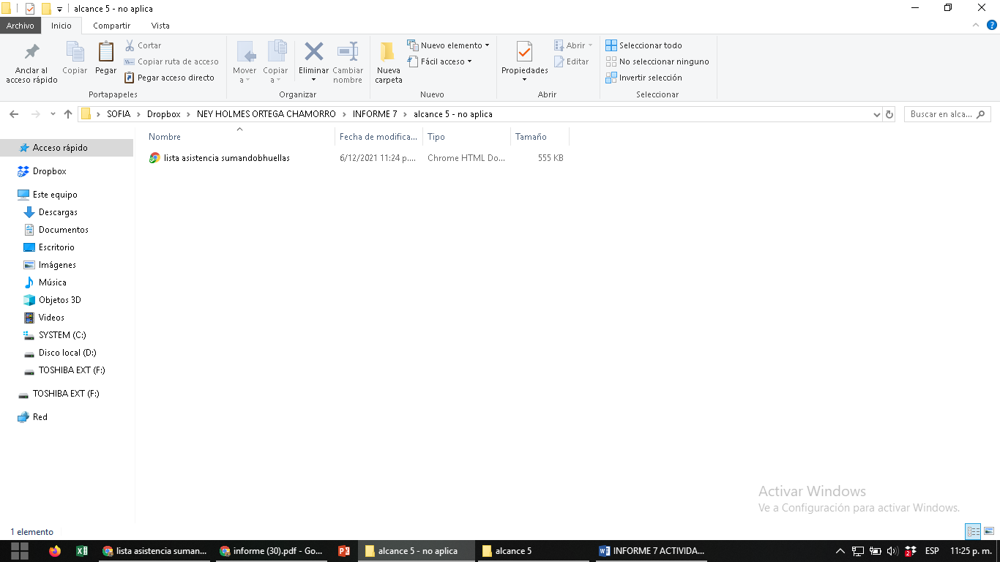 alcance 5 - no aplica
Archivo Inicio Compartir Vista
Anclar al acceso rápido
Copiar
Pegar
Cortar
Copiar ruta de acceso
Pegar acceso directo
Portapapeles
Mover a
Copiar a
Eliminar
Cambiar nombre
Organizar
Nueva carpeta
Nuevo elemento
Fácil acceso
Nuevo
Propiedades
Abrir
Editar
Abrir
Seleccionar todo
No seleccionar ninguno
Invertir selección
Seleccionar
SOFIA > Dropbox > NEY HOLMES ORTEGA CHAMORRO > INFORME 7 > alcance 5 - no aplica
Buscar en alca...
Nombre Fecha de modifica... Tipo Tamaño
lista asistencia sumandobhuellas 6/12/2021 11:24 p.... Chrome HTML Do... 555 KB
Acceso rápido
Dropbox
Este equipo
Descargas
Documentos
Escritorio
Imágenes
Música
Objetos 3D
Videos
SYSTEM (C:)
Disco local (D:)
TOSHIBA EXT (F:)
TOSHIBA EXT (F:)
Red
Activar Windows
Ve a Configuración para activar Windows.
1 elemento
lista asistencia suman... informe (30).pdf - Go... alcance 5 - no aplica alcance 5 INFORME 7 ACTIVIDA... 2 ESP 11:25 p. m.